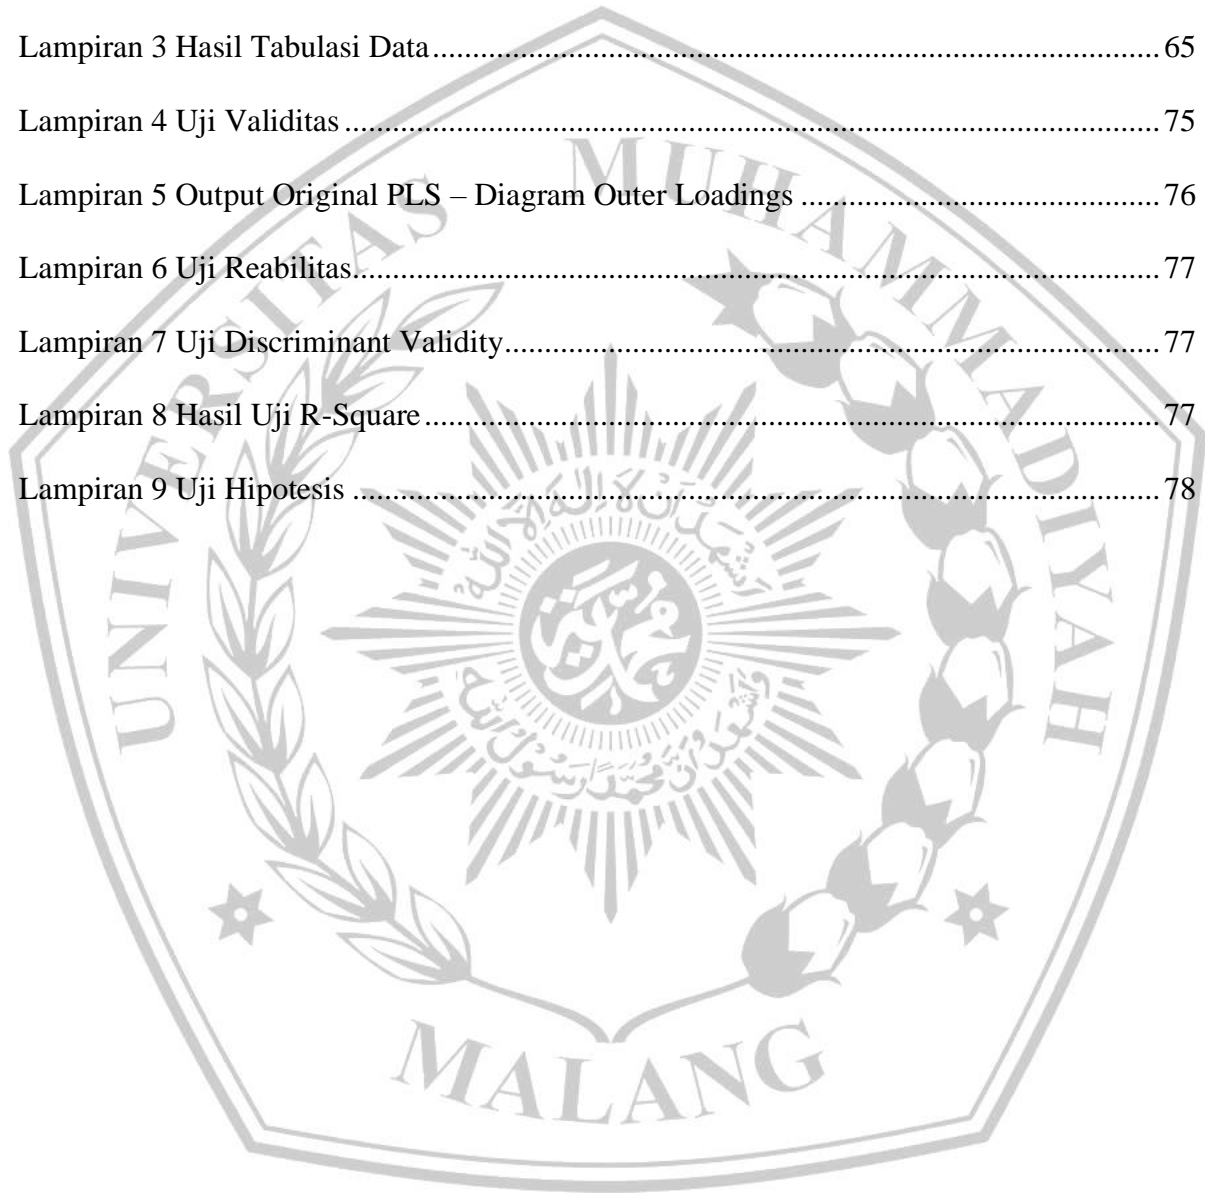 Lampiran 3 Hasil Tabulasi Data.......................................................................................... 65
Lampiran 4 Uji Validitas ..................................................................................................... 75
Lampiran 5 Output Original PLS – Diagram Outer Loadings ............................................. 76
Lampiran 6 Uji Reabilitas.................................................................................................... 77
Lampiran 7 Uji Discriminant Validity................................................................................. 77
Lampiran 8 Hasil Uji R-Square........................................................................................... 77
Lampiran 9 Uji Hipotesis .................................................................................................... 78
UNIVERSITAS MUHAMMADIYAH
MALANG